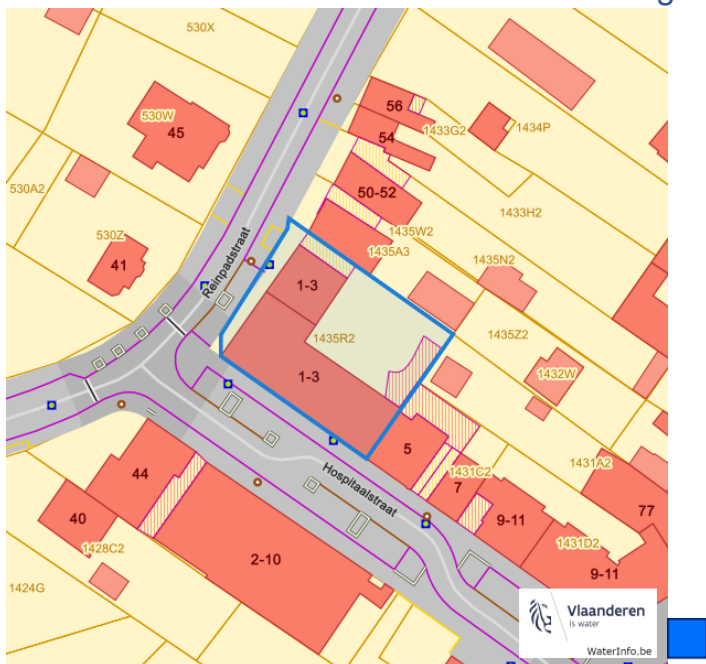 530X
530W
45
56
54
1433G2
1434P
530A2
50-52
1433H2
530Z
1435W2
41
Reinpadstraat
1435A3
1435N2
1-3
1435R2
1435Z2
1-3
1432W
5
1431C2
1431A2
44
7
Hospitaalstraat
77
40
9-11
1428C2
1431D2
2-10
9-11
1424G
Vlaanderen
is water
WaterInfo.be